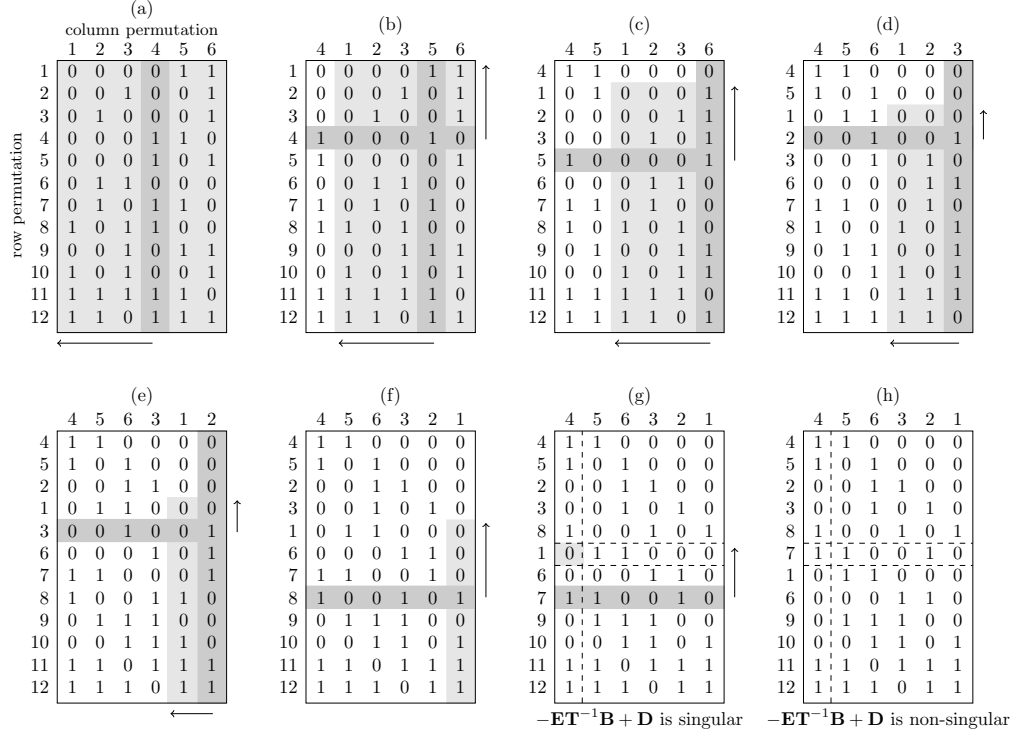 (a)
column permutation
1 2 3 4 5 6
row permutation
1 0 0 0 0 1 1
2 0 0 1 0 0 1
3 0 1 0 0 0 1
4 0 0 0 1 1 0
5 0 0 0 1 0 1
6 0 1 1 0 0 0
7 0 1 0 1 1 0
8 1 0 1 1 0 0
9 0 0 1 0 1 1
10 1 0 1 0 0 1
11 1 1 1 1 1 0
12 1 1 0 1 1 1
(b)
4 1 2 3 5 6
1 0 0 0 0 1 1
2 0 0 0 1 0 1
3 0 0 1 0 0 1
4 1 0 0 0 1 0
5 1 0 0 0 0 1
6 0 0 1 1 0 0
7 1 0 1 0 1 0
8 1 1 0 1 0 0
9 0 0 0 1 1 1
10 0 1 0 1 0 1
11 1 1 1 1 1 0
12 1 1 1 0 1 1
(c)
4 5 1 2 3 6
4 1 1 0 0 0 0
1 0 1 0 0 0 1
2 0 0 0 0 1 1
3 0 0 0 1 0 1
5 1 0 0 0 0 1
6 0 0 0 1 1 0
7 1 1 0 1 0 0
8 1 0 1 0 1 0
9 0 1 0 0 1 1
10 0 0 1 0 1 1
11 1 1 1 1 1 0
12 1 1 1 1 0 1
(d)
4 5 6 1 2 3
4 1 1 0 0 0 0
5 1 0 1 0 0 0
1 0 1 1 0 0 0
2 0 0 1 0 0 1
3 0 0 1 0 1 0
6 0 0 0 0 1 1
7 1 1 0 0 1 0
8 1 0 0 1 0 1
9 0 1 1 0 0 1
10 0 0 1 1 0 1
11 1 1 0 1 1 1
12 1 1 1 1 1 0
(e)
4 5 6 3 1 2
4 1 1 0 0 0 0
5 1 0 1 0 0 0
2 0 0 1 1 0 0
1 0 1 1 0 0 0
3 0 0 1 0 0 1
6 0 0 0 1 0 1
7 1 1 0 0 0 1
8 1 0 0 1 1 0
9 0 1 1 1 0 0
10 0 0 1 1 1 0
11 1 1 0 1 1 1
12 1 1 1 0 1 1
(f)
4 5 6 3 2 1
4 1 1 0 0 0 0
5 1 0 1 0 0 0
2 0 0 1 1 0 0
3 0 0 1 0 1 0
1 0 1 1 0 0 0
6 0 0 0 1 1 0
7 1 1 0 0 1 0
8 1 0 0 1 0 1
9 0 1 1 1 0 0
10 0 0 1 1 0 1
11 1 1 0 1 1 1
12 1 1 1 0 1 1
(g)
4 5 6 3 2 1
4 1 1 0 0 0 0
5 1 0 1 0 0 0
2 0 0 1 1 0 0
3 0 0 1 0 1 0
8 1 0 0 1 0 1
1 0 1 1 0 0 0
6 0 0 0 1 1 0
7 1 1 0 0 1 0
9 0 1 1 1 0 0
10 0 0 1 1 0 1
11 1 1 0 1 1 1
12 1 1 1 0 1 1
−ET⁻¹B + D is singular
(h)
4 5 6 3 2 1
4 1 1 0 0 0 0
5 1 0 1 0 0 0
2 0 0 1 1 0 0
3 0 0 1 0 1 0
8 1 0 0 1 0 1
7 1 1 0 0 1 0
1 0 1 1 0 0 0
6 0 0 0 1 1 0
9 0 1 1 1 0 0
10 0 0 1 1 0 1
11 1 1 0 1 1 1
12 1 1 1 0 1 1
−ET⁻¹B + D is non-singular